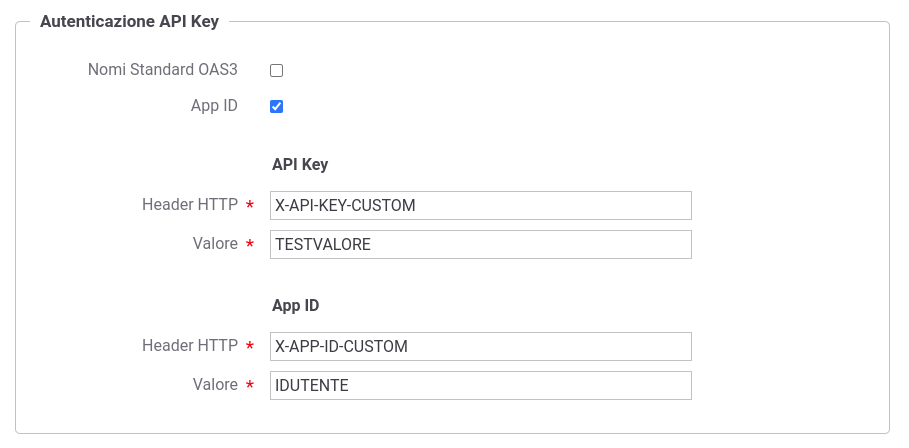 Autenticazione API Key
Nomi Standard OAS3
App ID
API Key
Header HTTP * X-API-KEY-CUSTOM
Valore * TESTVALORE
App ID
Header HTTP * X-APP-ID-CUSTOM
Valore * IDUTENTE